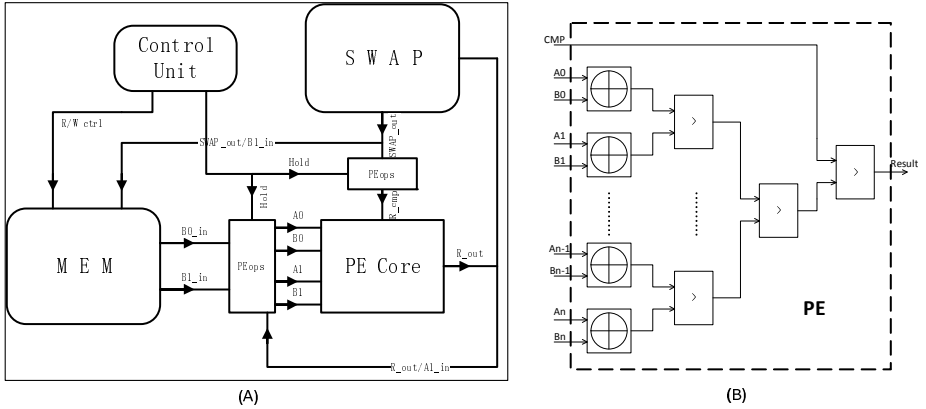 Control
Unit
S W A P
R/W ctrl
SWAP_out/B1_in
SWAP_out
Hold
PEops
Hold
R_cmp
M E M
B0_in
B1_in
PEops
A0
B0
A1
B1
PE Core
R_out
R_out/A1_in
(A)
CMP
A0
B0
>
A1
B1
>
Result
>
An-1
Bn-1
>
An
Bn
PE
(B)